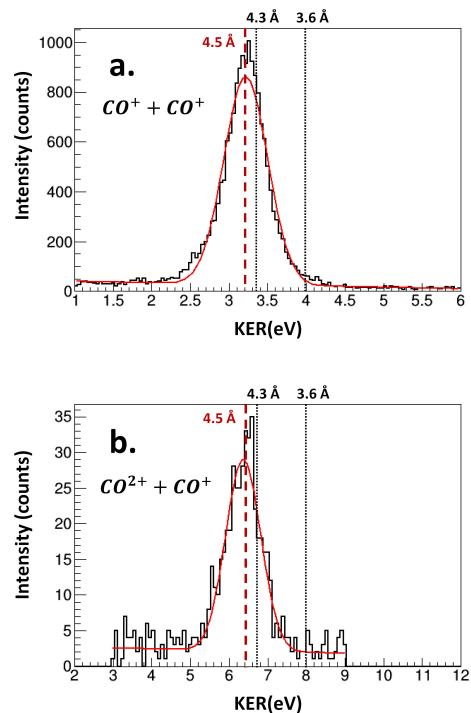 4.3 Å 3.6 Å
4.5 Å
a.
CO⁺ + CO⁺
Intensity (counts)
1000
800
600
400
200
0
1 1.5 2 2.5 3 3.5 4 4.5 5 5.5 6
KER(eV)
4.3 Å 3.6 Å
4.5 Å
b.
CO²⁺ + CO⁺
Intensity (counts)
35
30
25
20
15
10
5
0
2 3 4 5 6 7 8 9 10 11 12
KER(eV)